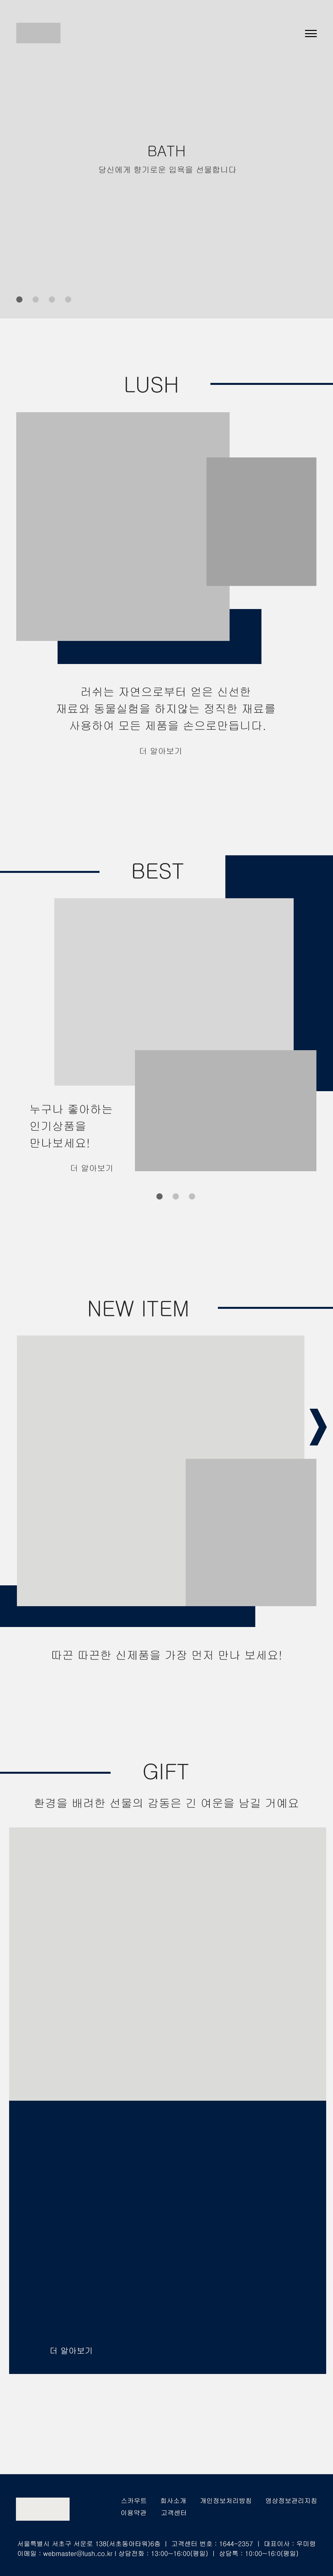 BATH
당신에게 향기로운 입욕을 선물합니다
LUSH
러쉬는 자연으로부터 얻은 신선한
재료와 동물실험을 하지않는 정직한 재료를
사용하여 모든 제품을 손으로만듭니다.
더 알아보기
BEST
누구나 좋아하는
인기상품을
만나보세요!
더 알아보기
NEW ITEM
따끈 따끈한 신제품을 가장 먼저 만나 보세요!
GIFT
환경을 배려한 선물의 감동은 긴 여운을 남길 거예요
더 알아보기
스카우트 회사소개 개인정보처리방침 영상정보관리지침
이용약관 고객센터
서울특별시 서초구 서운로 138(서초동아타워)6층 | 고객센터 번호 : 1644-2357 | 대표이사 : 우미령
이메일 : webmaster@lush.co.kr l 상담전화 : 13:00~16:00(평일) | 상담톡 : 10:00~16:0(평일)